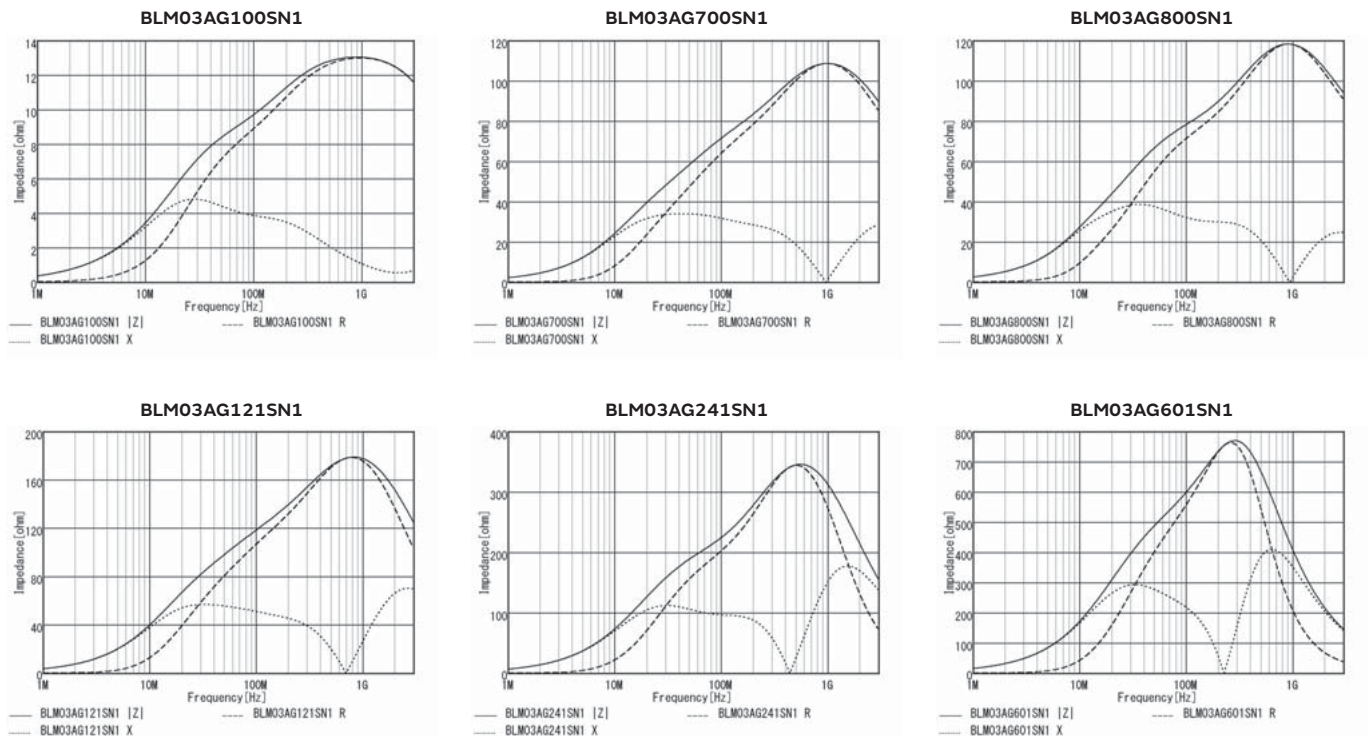 BLM03AG100SN1
14
12
10
8
6
4
2
0
Impedance[ohm]
1M 10M 100M 1G
Frequency[Hz]
BLM03AG100SN1 |Z| BLM03AG100SN1 R
BLM03AG100SN1 X
BLM03AG700SN1
120
100
80
60
40
20
0
Impedance[ohm]
1M 10M 100M 1G
Frequency[Hz]
BLM03AG700SN1 |Z| BLM03AG700SN1 R
BLM03AG700SN1 X
BLM03AG800SN1
120
100
80
60
40
20
0
Impedance[ohm]
1M 10M 100M 1G
Frequency[Hz]
BLM03AG800SN1 |Z| BLM03AG800SN1 R
BLM03AG800SN1 X
BLM03AG121SN1
200
160
120
80
40
0
Impedance[ohm]
1M 10M 100M 1G
Frequency[Hz]
BLM03AG121SN1 |Z| BLM03AG121SN1 R
BLM03AG121SN1 X
BLM03AG241SN1
400
300
200
100
0
Impedance[ohm]
1M 10M 100M 1G
Frequency[Hz]
BLM03AG241SN1 |Z| BLM03AG241SN1 R
BLM03AG241SN1 X
BLM03AG601SN1
800
700
600
500
400
300
200
100
0
Impedance[ohm]
1M 10M 100M 1G
Frequency[Hz]
BLM03AG601SN1 |Z| BLM03AG601SN1 R
BLM03AG601SN1 X